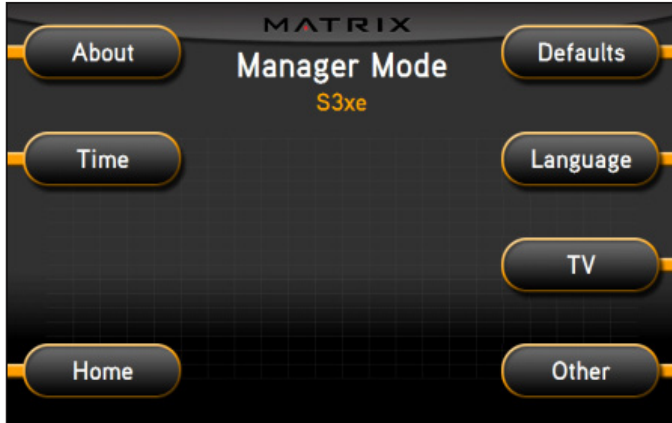 MATRIX
Manager Mode
S3xe
About
Defaults
Time
Language
TV
Home
Other